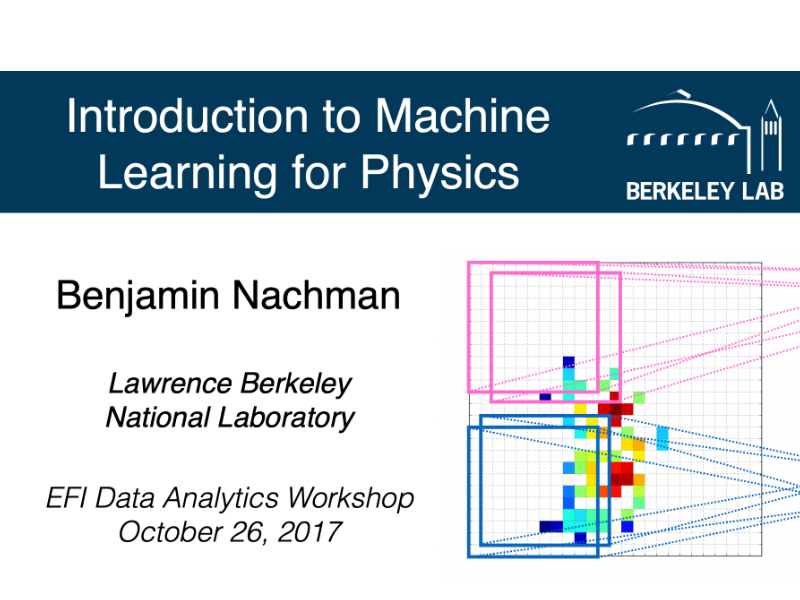 Introduction to Machine
Learning for Physics
BERKELEY LAB
Benjamin Nachman
Lawrence Berkeley
National Laboratory
EFI Data Analytics Workshop
October 26, 2017